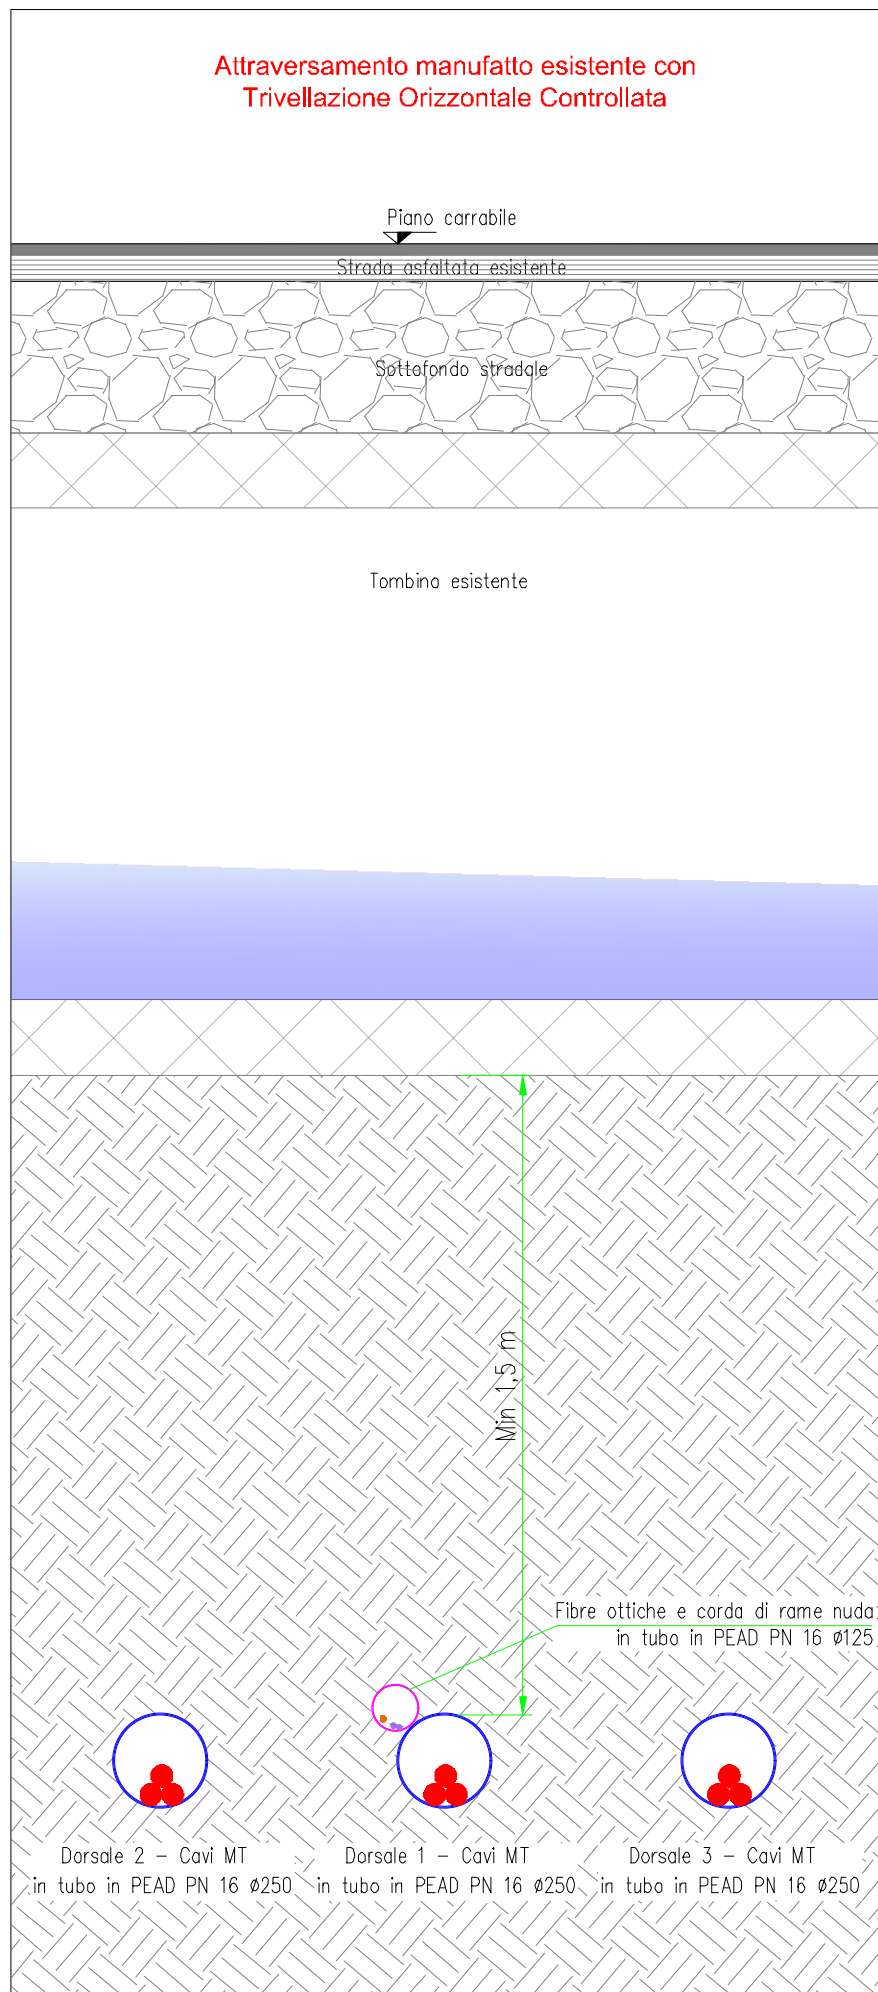 Attraversamento manufatto esistente con
Trivellazione Orizzontale Controllata
Piano carrabile
Strada asfaltata esistente
Sottofondo stradale
Tombino esistente
Min 1,5 m
Fibre ottiche e corda di rame nuda
in tubo in PEAD PN 16 ø125
Dorsale 2 - Cavi MT
in tubo in PEAD PN 16 ø250
Dorsale 1 - Cavi MT
in tubo in PEAD PN 16 ø250
Dorsale 3 - Cavi MT
in tubo in PEAD PN 16 ø250